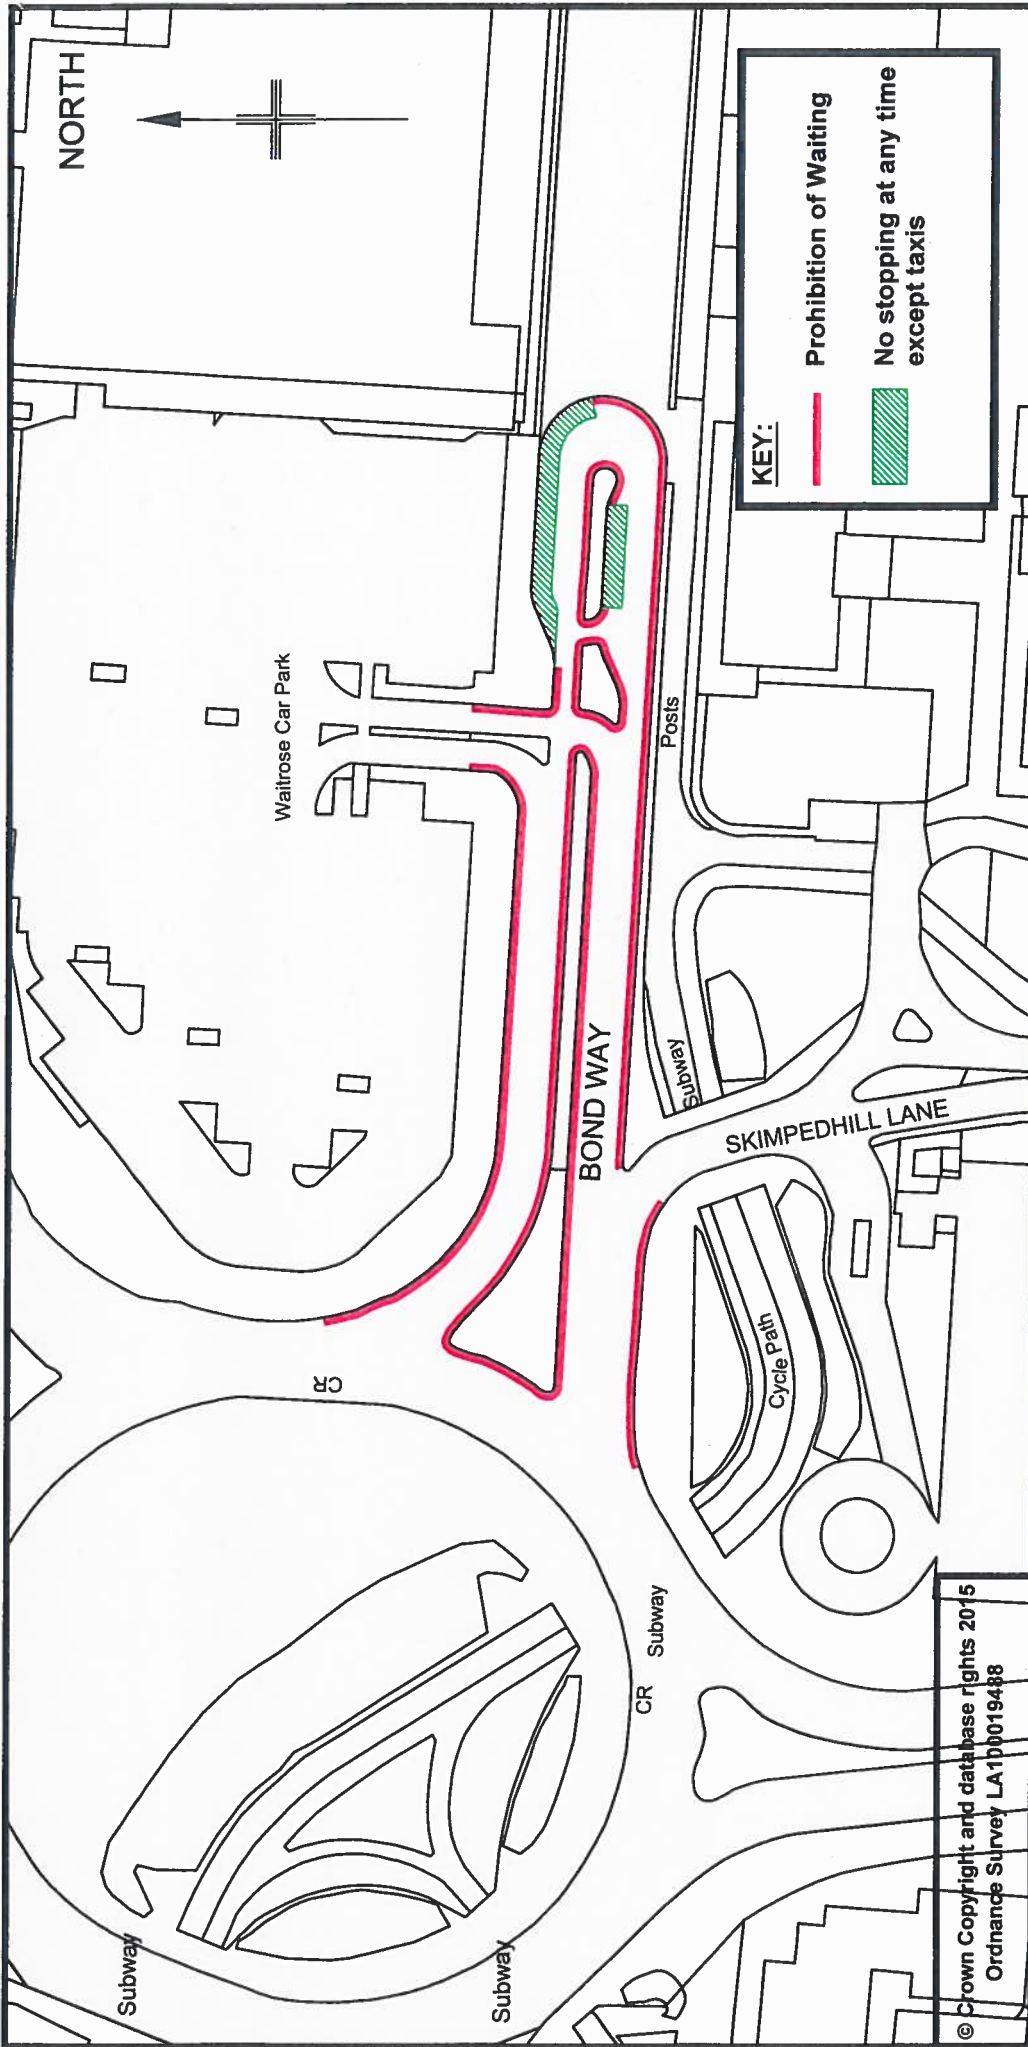 NORTH
Waitrose Car Park
Posts
BOND WAY
Subway
SKIMPEDHILL LANE
CR
Cycle Path
Subway
CR
Subway
Subway
KEY:
Prohibition of Waiting
No stopping at any time
except taxis
© Crown Copyright and database rights 2015
Ordnance Survey LA100019488